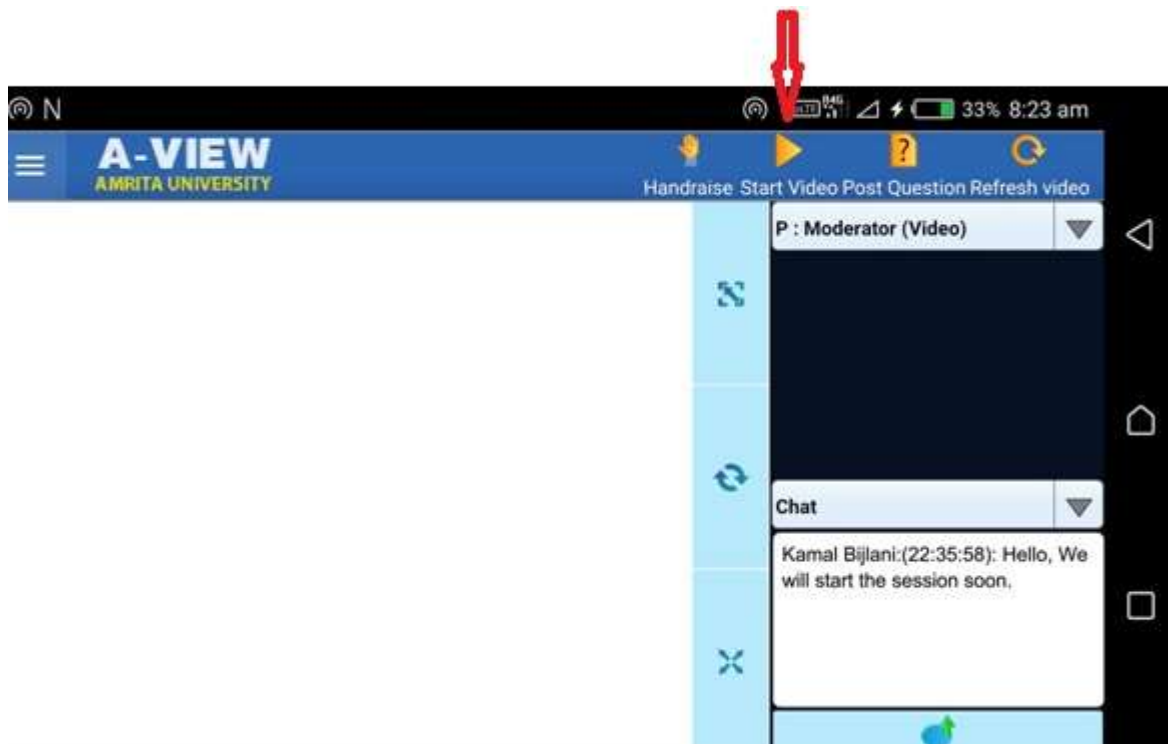 N
33% 8:23 am
A-VIEW
AMRITA UNIVERSITY
Handraise Start Video Post Question Refresh video
P : Moderator (Video)
Chat
Kamal Bijlani:(22:35:58): Hello, We
will start the session soon.